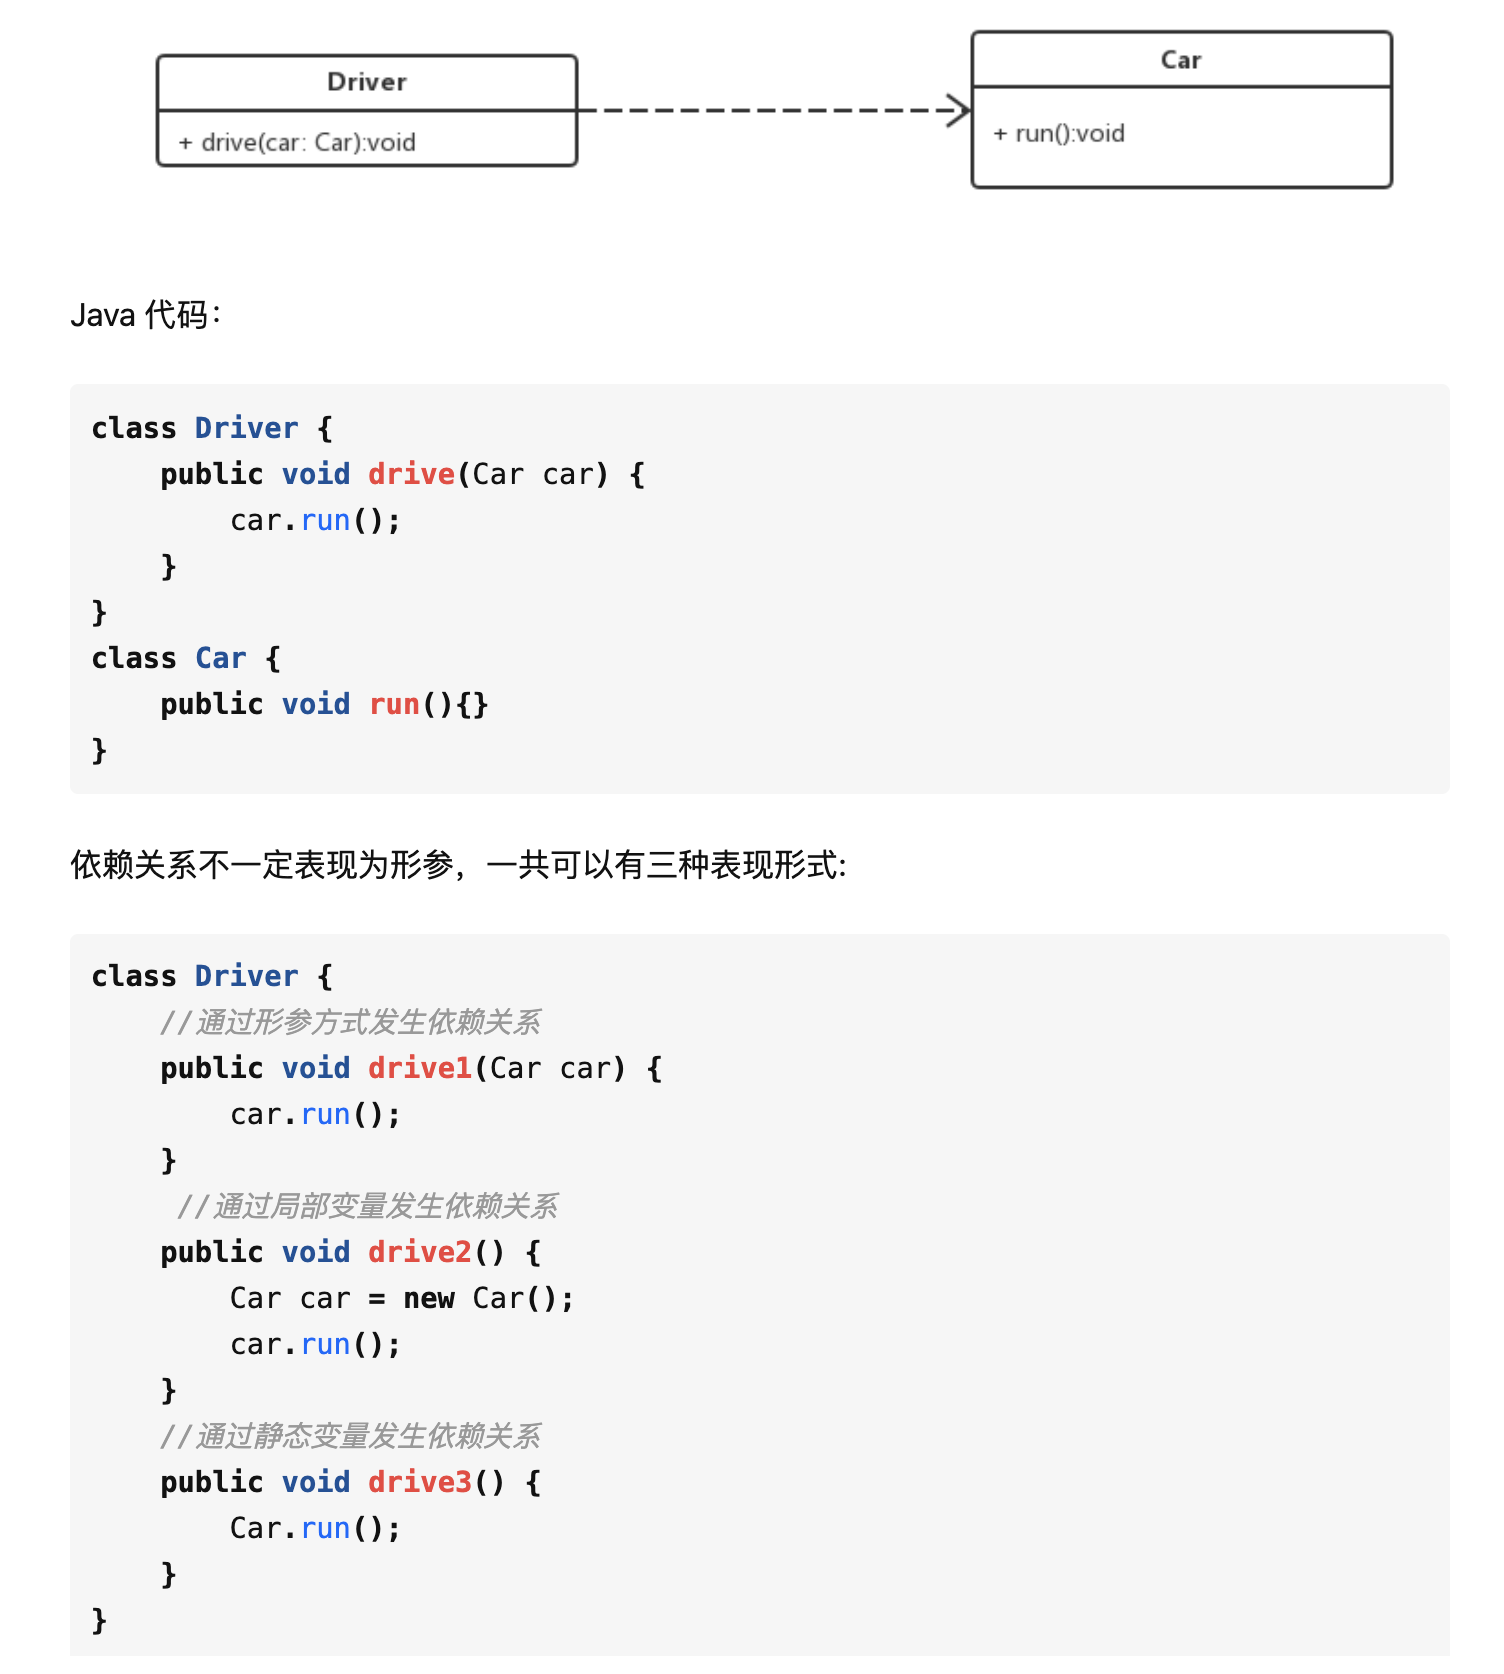 Driver
+ drive(car: Car):void
Car
+ run():void
Java 代码：
class Driver {
    public void drive(Car car) {
        car.run();
    }
}
class Car {
    public void run(){}
}
依赖关系不一定表现为形参，一共可以有三种表现形式:
class Driver {
    //通过形参方式发生依赖关系
    public void drive1(Car car) {
        car.run();
    }
     //通过局部变量发生依赖关系
    public void drive2() {
        Car car = new Car();
        car.run();
    }
    //通过静态变量发生依赖关系
    public void drive3() {
        Car.run();
    }
}